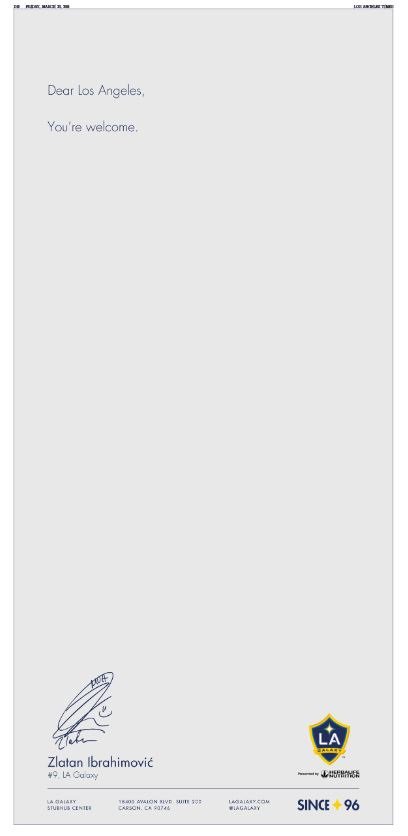 FRIDAY, MARCH 23, 2018
LOS ANGELES TIMES
Dear Los Angeles,
You're welcome.
Zlatan Ibrahimović
#9, LA Galaxy
LA
GALAXY
Presented by HERBALIFE
NUTRITION
LA GALAXY
STUBHUB CENTER
18400 AVALON BLVD. SUITE 200
CARSON, CA 90746
LAGALAXY.COM
@LAGALAXY
SINCE 96